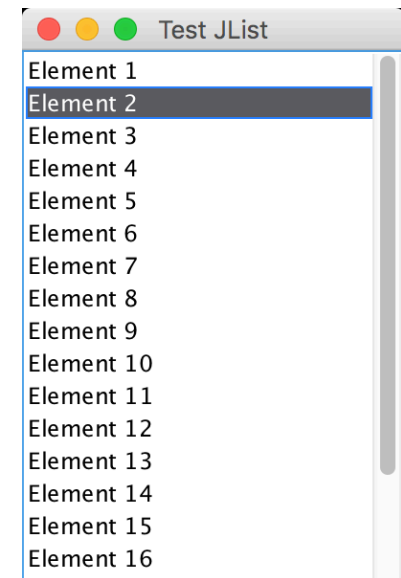 Test JList
Element 1
Element 2
Element 3
Element 4
Element 5
Element 6
Element 7
Element 8
Element 9
Element 10
Element 11
Element 12
Element 13
Element 14
Element 15
Element 16